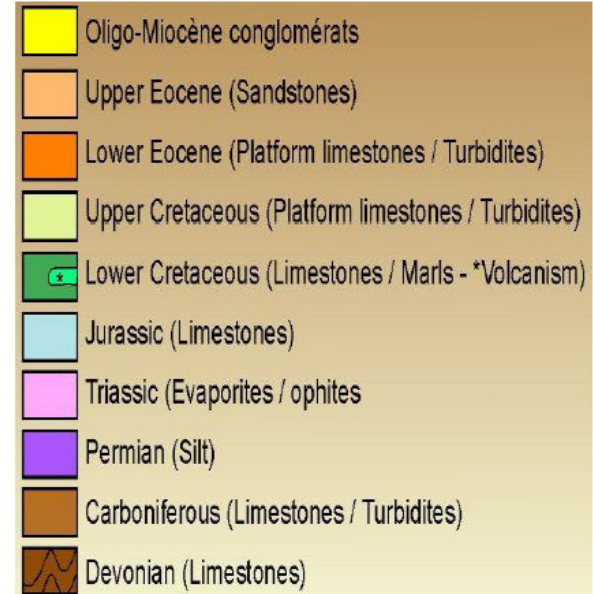 Oligo-Miocène conglomérats
Upper Eocene (Sandstones)
Lower Eocene (Platform limestones / Turbidites)
Upper Cretaceous (Platform limestones / Turbidites)
Lower Cretaceous (Limestones / Marls - *Volcanism)
Jurassic (Limestones)
Triassic (Evaporites / ophites
Permian (Silt)
Carboniferous (Limestones / Turbidites)
Devonian (Limestones)